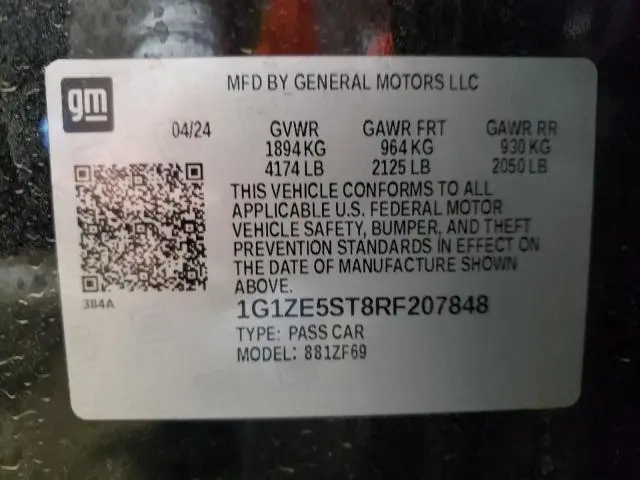 gm
MFD BY GENERAL MOTORS LLC
04/24 GVWR GAWR FRT GAWR RR
1894 KG 964 KG 930 KG
4174 LB 2125 LB 2050 LB
THIS VEHICLE CONFORMS TO ALL
APPLICABLE U.S. FEDERAL MOTOR
VEHICLE SAFETY, BUMPER, AND THEFT
PREVENTION STANDARDS IN EFFECT ON
THE DATE OF MANUFACTURE SHOWN
ABOVE.
384A
1G1ZE5ST8RF207848
TYPE: PASS CAR
MODEL: 881ZF69